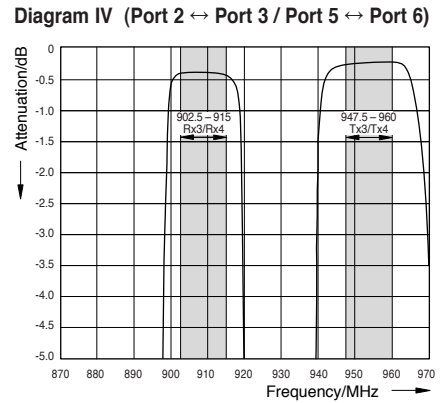 Diagram IV (Port 2 ↔ Port 3 / Port 5 ↔ Port 6)
Attenuation/dB
0
-0.5
-1.0
-1.5
-2.0
-2.5
-3.0
-3.5
-4.0
-4.5
-5.0
902.5 – 915
Rx3/Rx4
947.5 – 960
Tx3/Tx4
870 880 890 900 910 920 930 940 950 960 970
Frequency/MHz